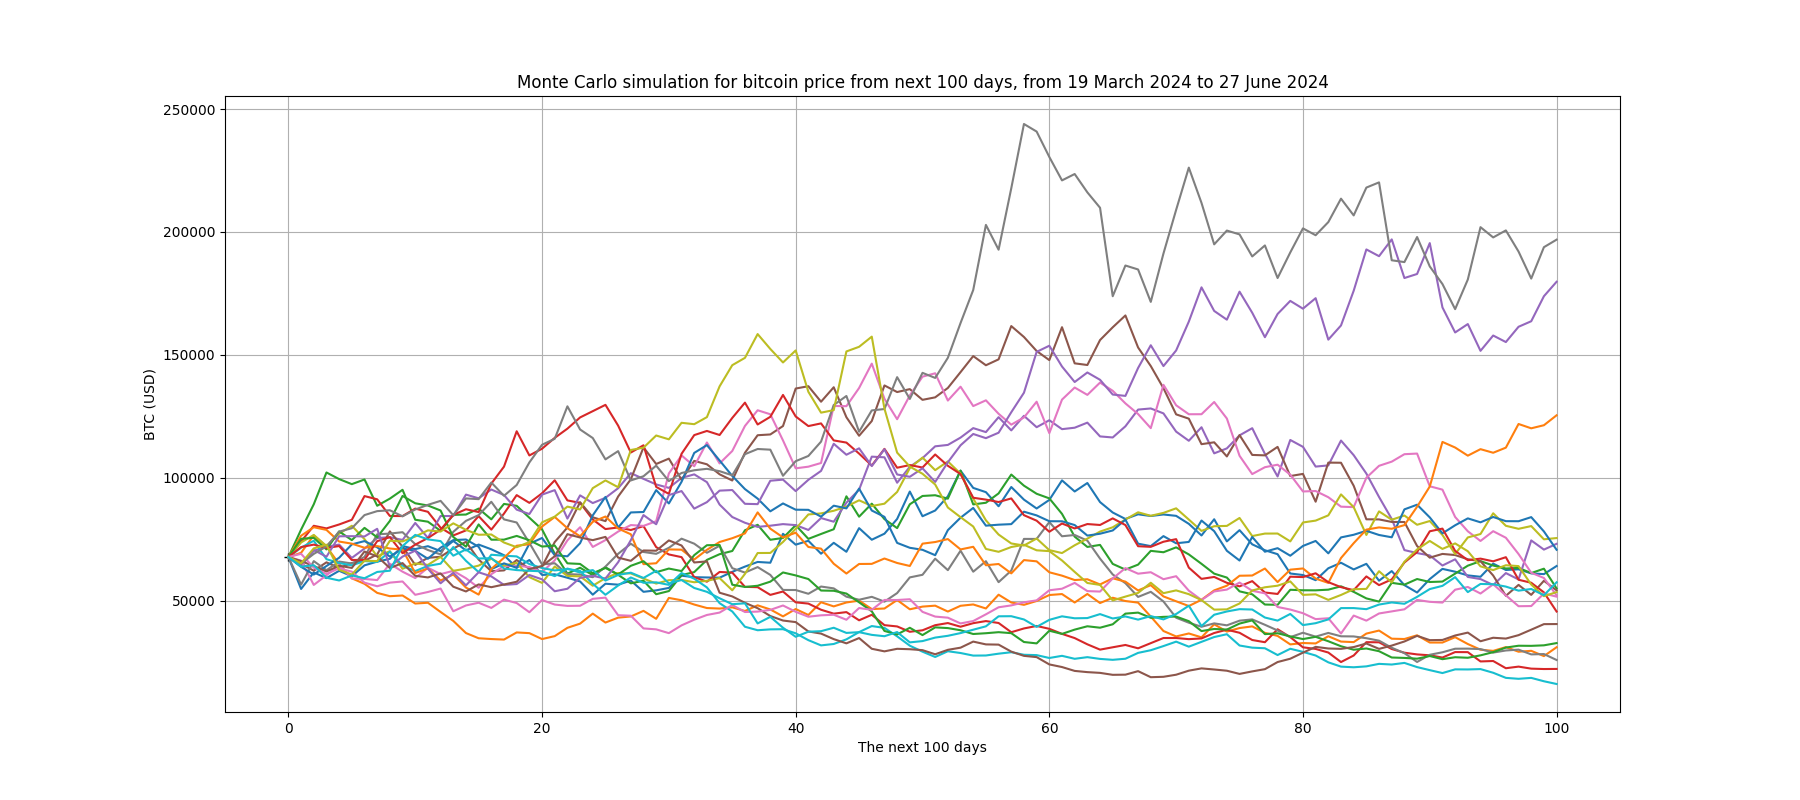 Monte Carlo simulation for bitcoin price from next 100 days, from 19 March 2024 to 27 June 2024
250000
200000
150000
100000
50000
BTC (USD)
0 20 40 60 80 100
The next 100 days